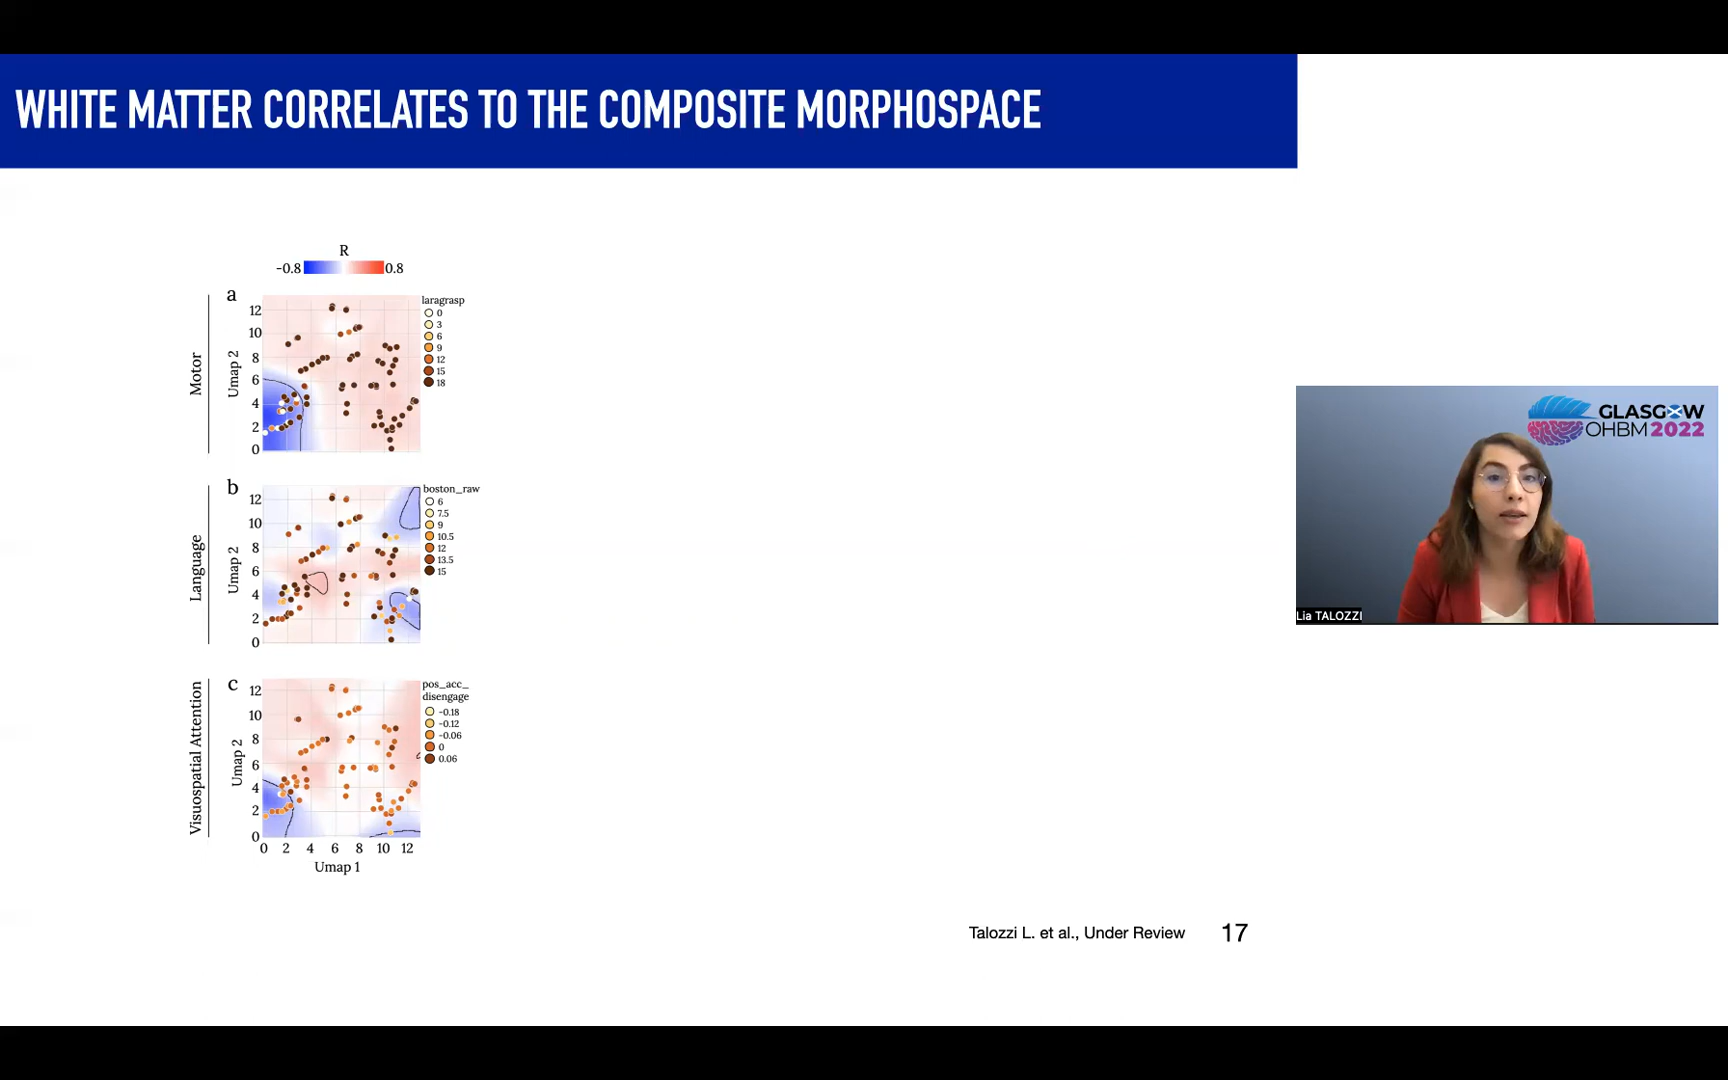 WHITE MATTER CORRELATES TO THE COMPOSITE MORPHOSPACE
R
-0.8 0.8
Motor
a
Umap 2
12
10
8
6
4
2
0
laragrasp
0
3
6
9
12
15
18
Language
b
Umap 2
12
10
8
6
4
2
0
boston_raw
6
7.5
9
10.5
12
13.5
15
Visuospatial Attention
c
Umap 2
12
10
8
6
4
2
0
pos_acc_
disengage
-0.18
-0.12
-0.06
0
0.06
0 2 4 6 8 10 12
Umap 1
GLASGOW
OHBM 2022
Lia TALOZZI
Talozzi L. et al., Under Review 17